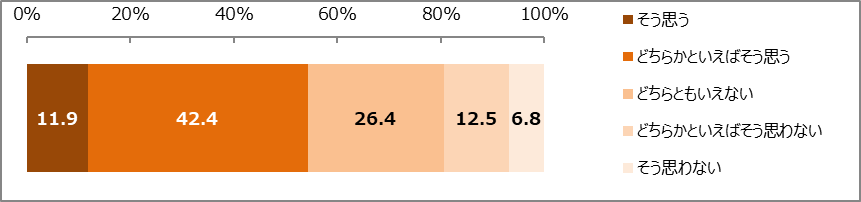 0% 20% 40% 60% 80% 100%
11.9 42.4 26.4 12.5 6.8
そう思う
どちらかといえばそう思う
どちらともいえない
どちらかといえばそう思わない
そう思わない